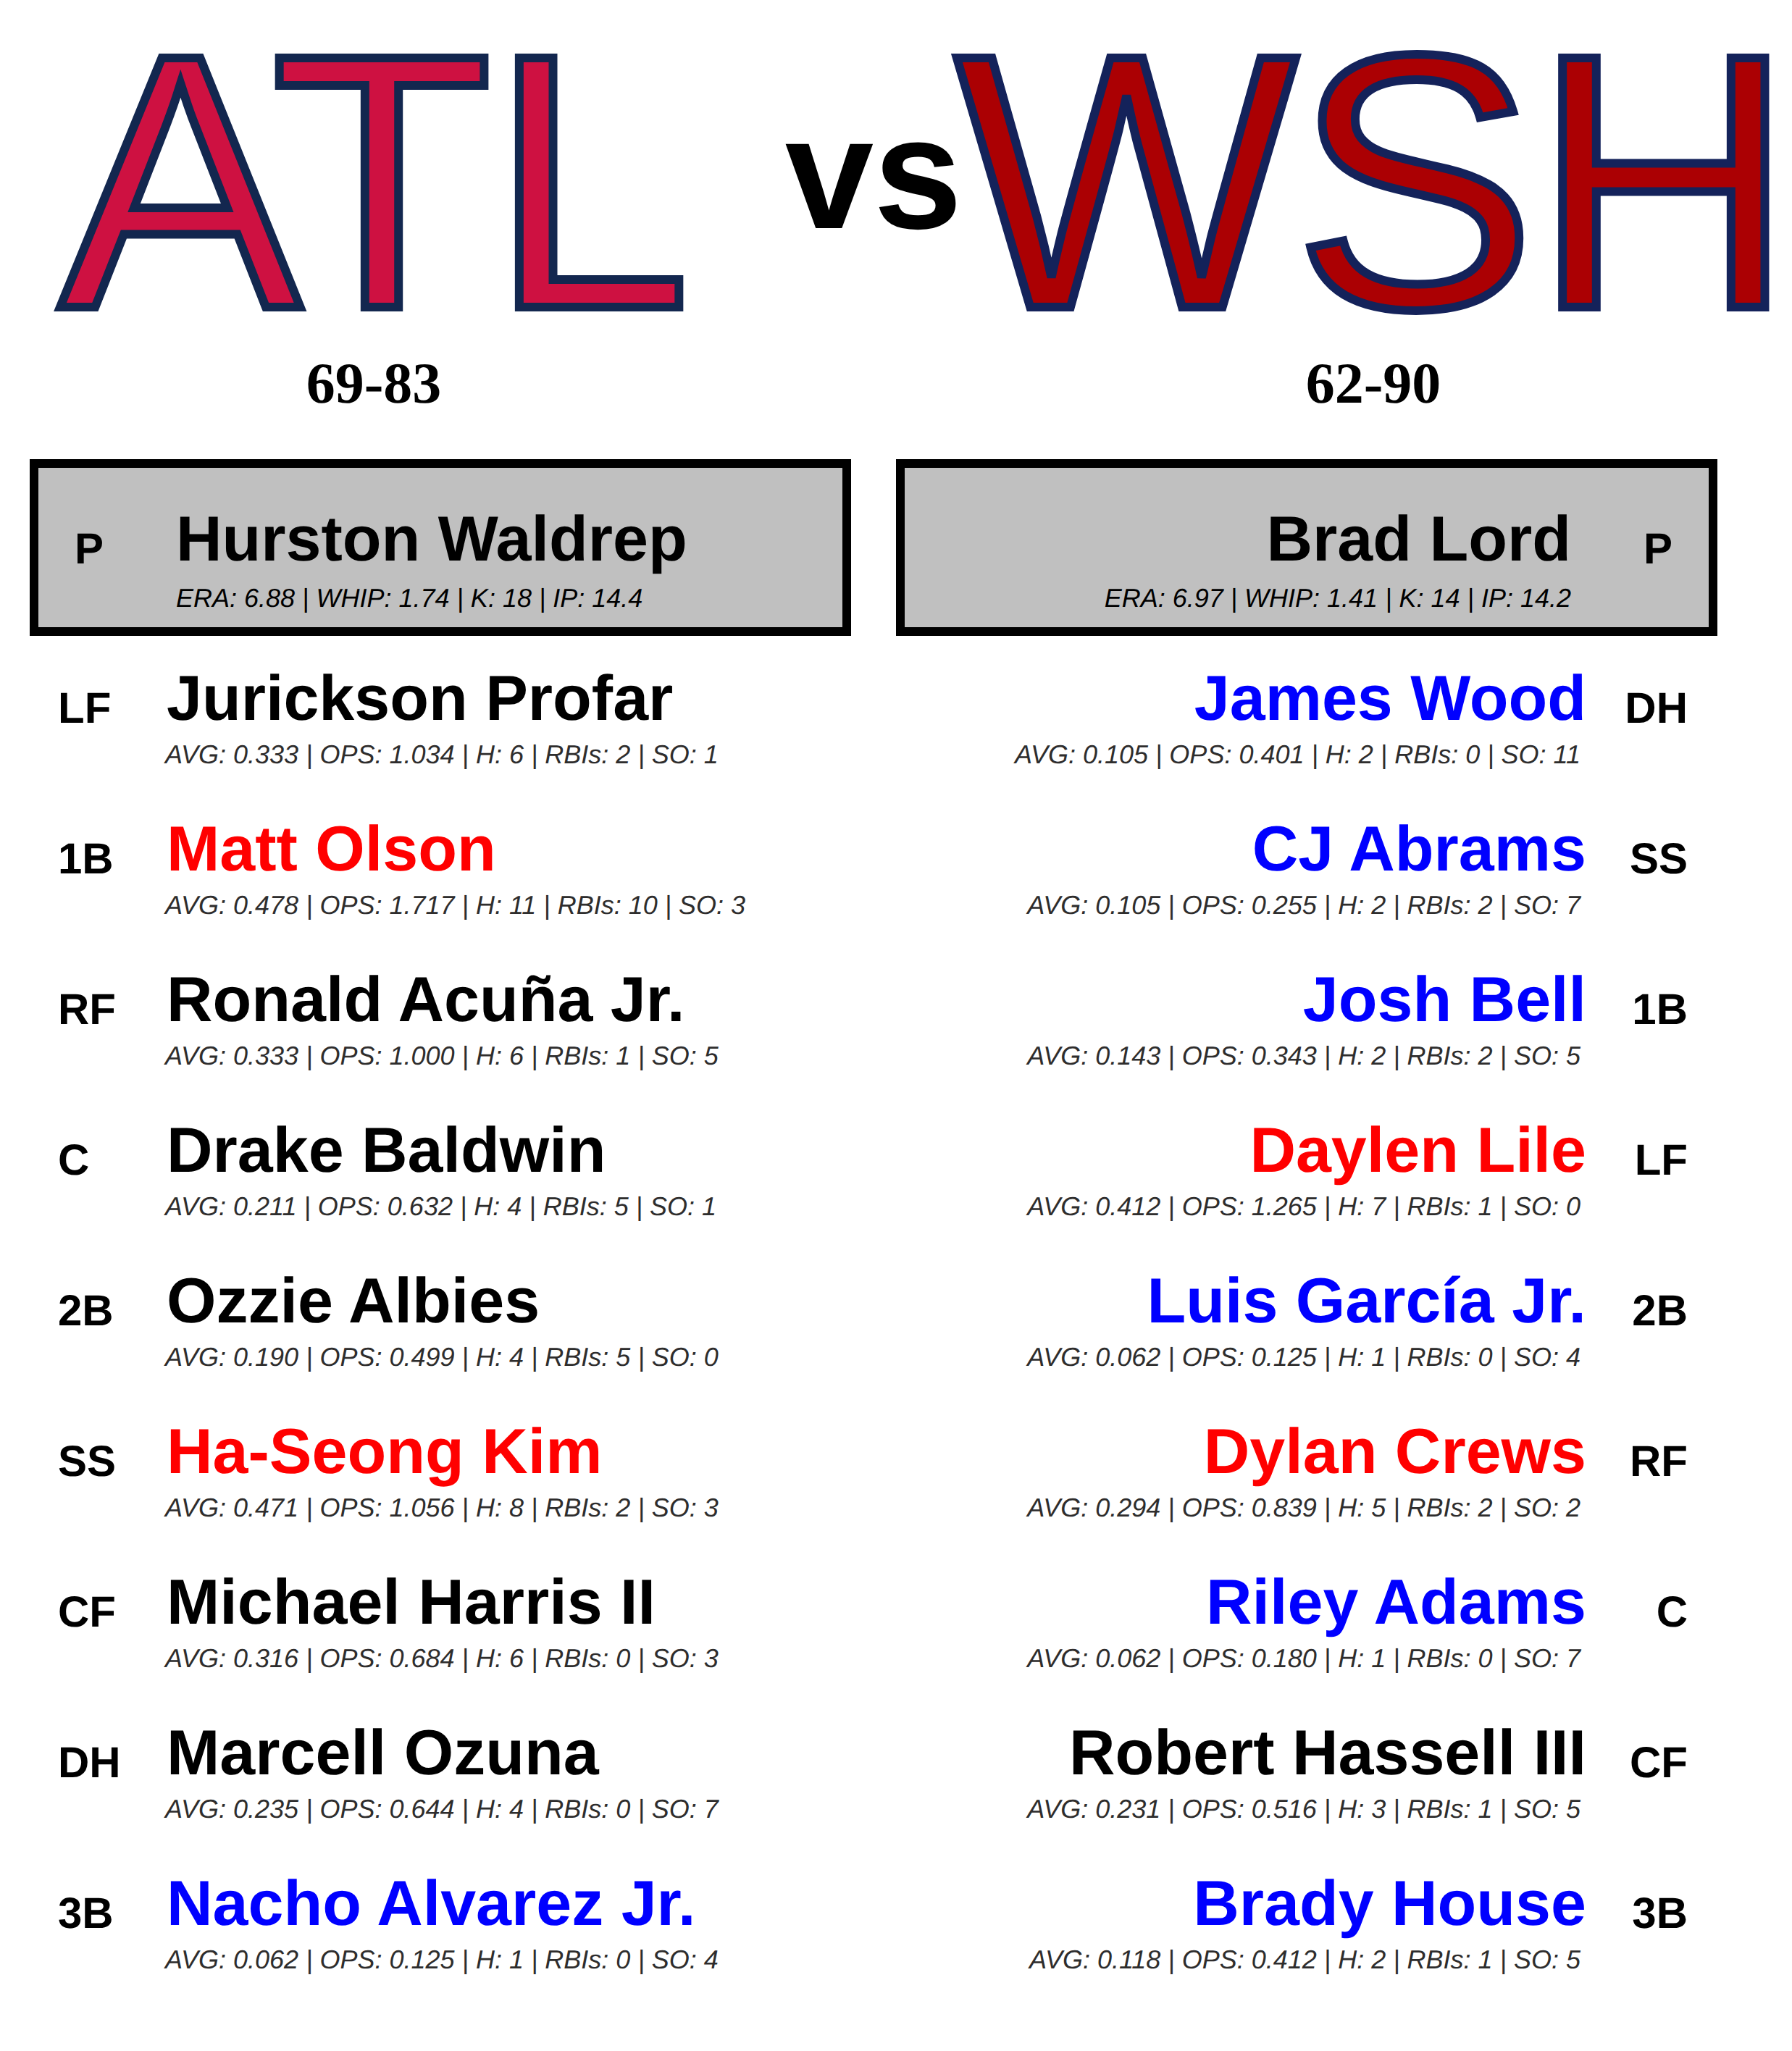 ATL vs WSH
69-83 62-90
P Hurston Waldrep Brad Lord P
ERA: 6.88 | WHIP: 1.74 | K: 18 | IP: 14.4 ERA: 6.97 | WHIP: 1.41 | K: 14 | IP: 14.2
LF Jurickson Profar James Wood DH
AVG: 0.333 | OPS: 1.034 | H: 6 | RBIs: 2 | SO: 1 AVG: 0.105 | OPS: 0.401 | H: 2 | RBIs: 0 | SO: 11
1B Matt Olson CJ Abrams SS
AVG: 0.478 | OPS: 1.717 | H: 11 | RBIs: 10 | SO: 3 AVG: 0.105 | OPS: 0.255 | H: 2 | RBIs: 2 | SO: 7
RF Ronald Acuña Jr. Josh Bell 1B
AVG: 0.333 | OPS: 1.000 | H: 6 | RBIs: 1 | SO: 5 AVG: 0.143 | OPS: 0.343 | H: 2 | RBIs: 2 | SO: 5
C Drake Baldwin Daylen Lile LF
AVG: 0.211 | OPS: 0.632 | H: 4 | RBIs: 5 | SO: 1 AVG: 0.412 | OPS: 1.265 | H: 7 | RBIs: 1 | SO: 0
2B Ozzie Albies Luis García Jr. 2B
AVG: 0.190 | OPS: 0.499 | H: 4 | RBIs: 5 | SO: 0 AVG: 0.062 | OPS: 0.125 | H: 1 | RBIs: 0 | SO: 4
SS Ha-Seong Kim Dylan Crews RF
AVG: 0.471 | OPS: 1.056 | H: 8 | RBIs: 2 | SO: 3 AVG: 0.294 | OPS: 0.839 | H: 5 | RBIs: 2 | SO: 2
CF Michael Harris II Riley Adams C
AVG: 0.316 | OPS: 0.684 | H: 6 | RBIs: 0 | SO: 3 AVG: 0.062 | OPS: 0.180 | H: 1 | RBIs: 0 | SO: 7
DH Marcell Ozuna Robert Hassell III CF
AVG: 0.235 | OPS: 0.644 | H: 4 | RBIs: 0 | SO: 7 AVG: 0.231 | OPS: 0.516 | H: 3 | RBIs: 1 | SO: 5
3B Nacho Alvarez Jr. Brady House 3B
AVG: 0.062 | OPS: 0.125 | H: 1 | RBIs: 0 | SO: 4 AVG: 0.118 | OPS: 0.412 | H: 2 | RBIs: 1 | SO: 5